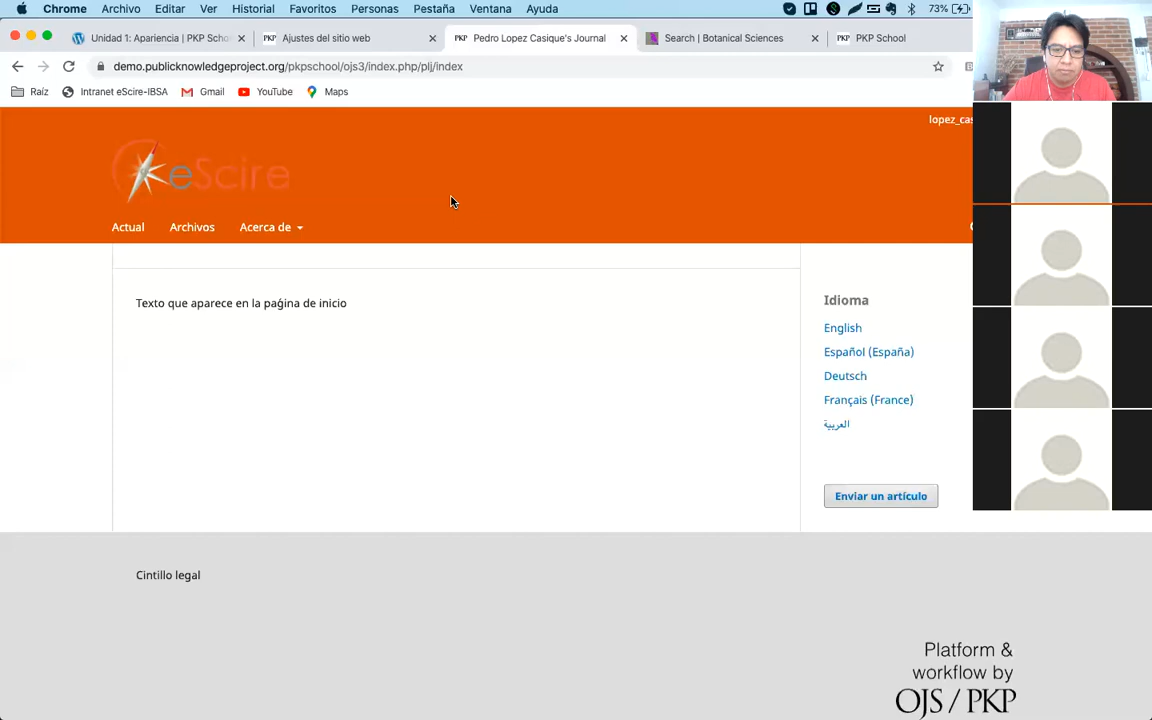 Chrome Archivo Editar Ver Historial Favoritos Personas Pestaña Ventana Ayuda 73%
Unidad 1: Apariencia | PKP Scho
Ajustes del sitio web
PKP Pedro Lopez Casique's Journal
Search | Botanical Sciences
PKP School
demo.publicknowledgeproject.org/pkpschool/ojs3/index.php/plj/index
Raíz Intranet eScire-IBSA Gmail YouTube Maps
lopez_cas
eScire
Actual Archivos Acerca de
Texto que aparece en la paǵina de inicio
Idioma
English
Español (España)
Deutsch
Français (France)
العربية
Enviar un artículo
Cintillo legal
Platform &
workflow by
OJS / PKP